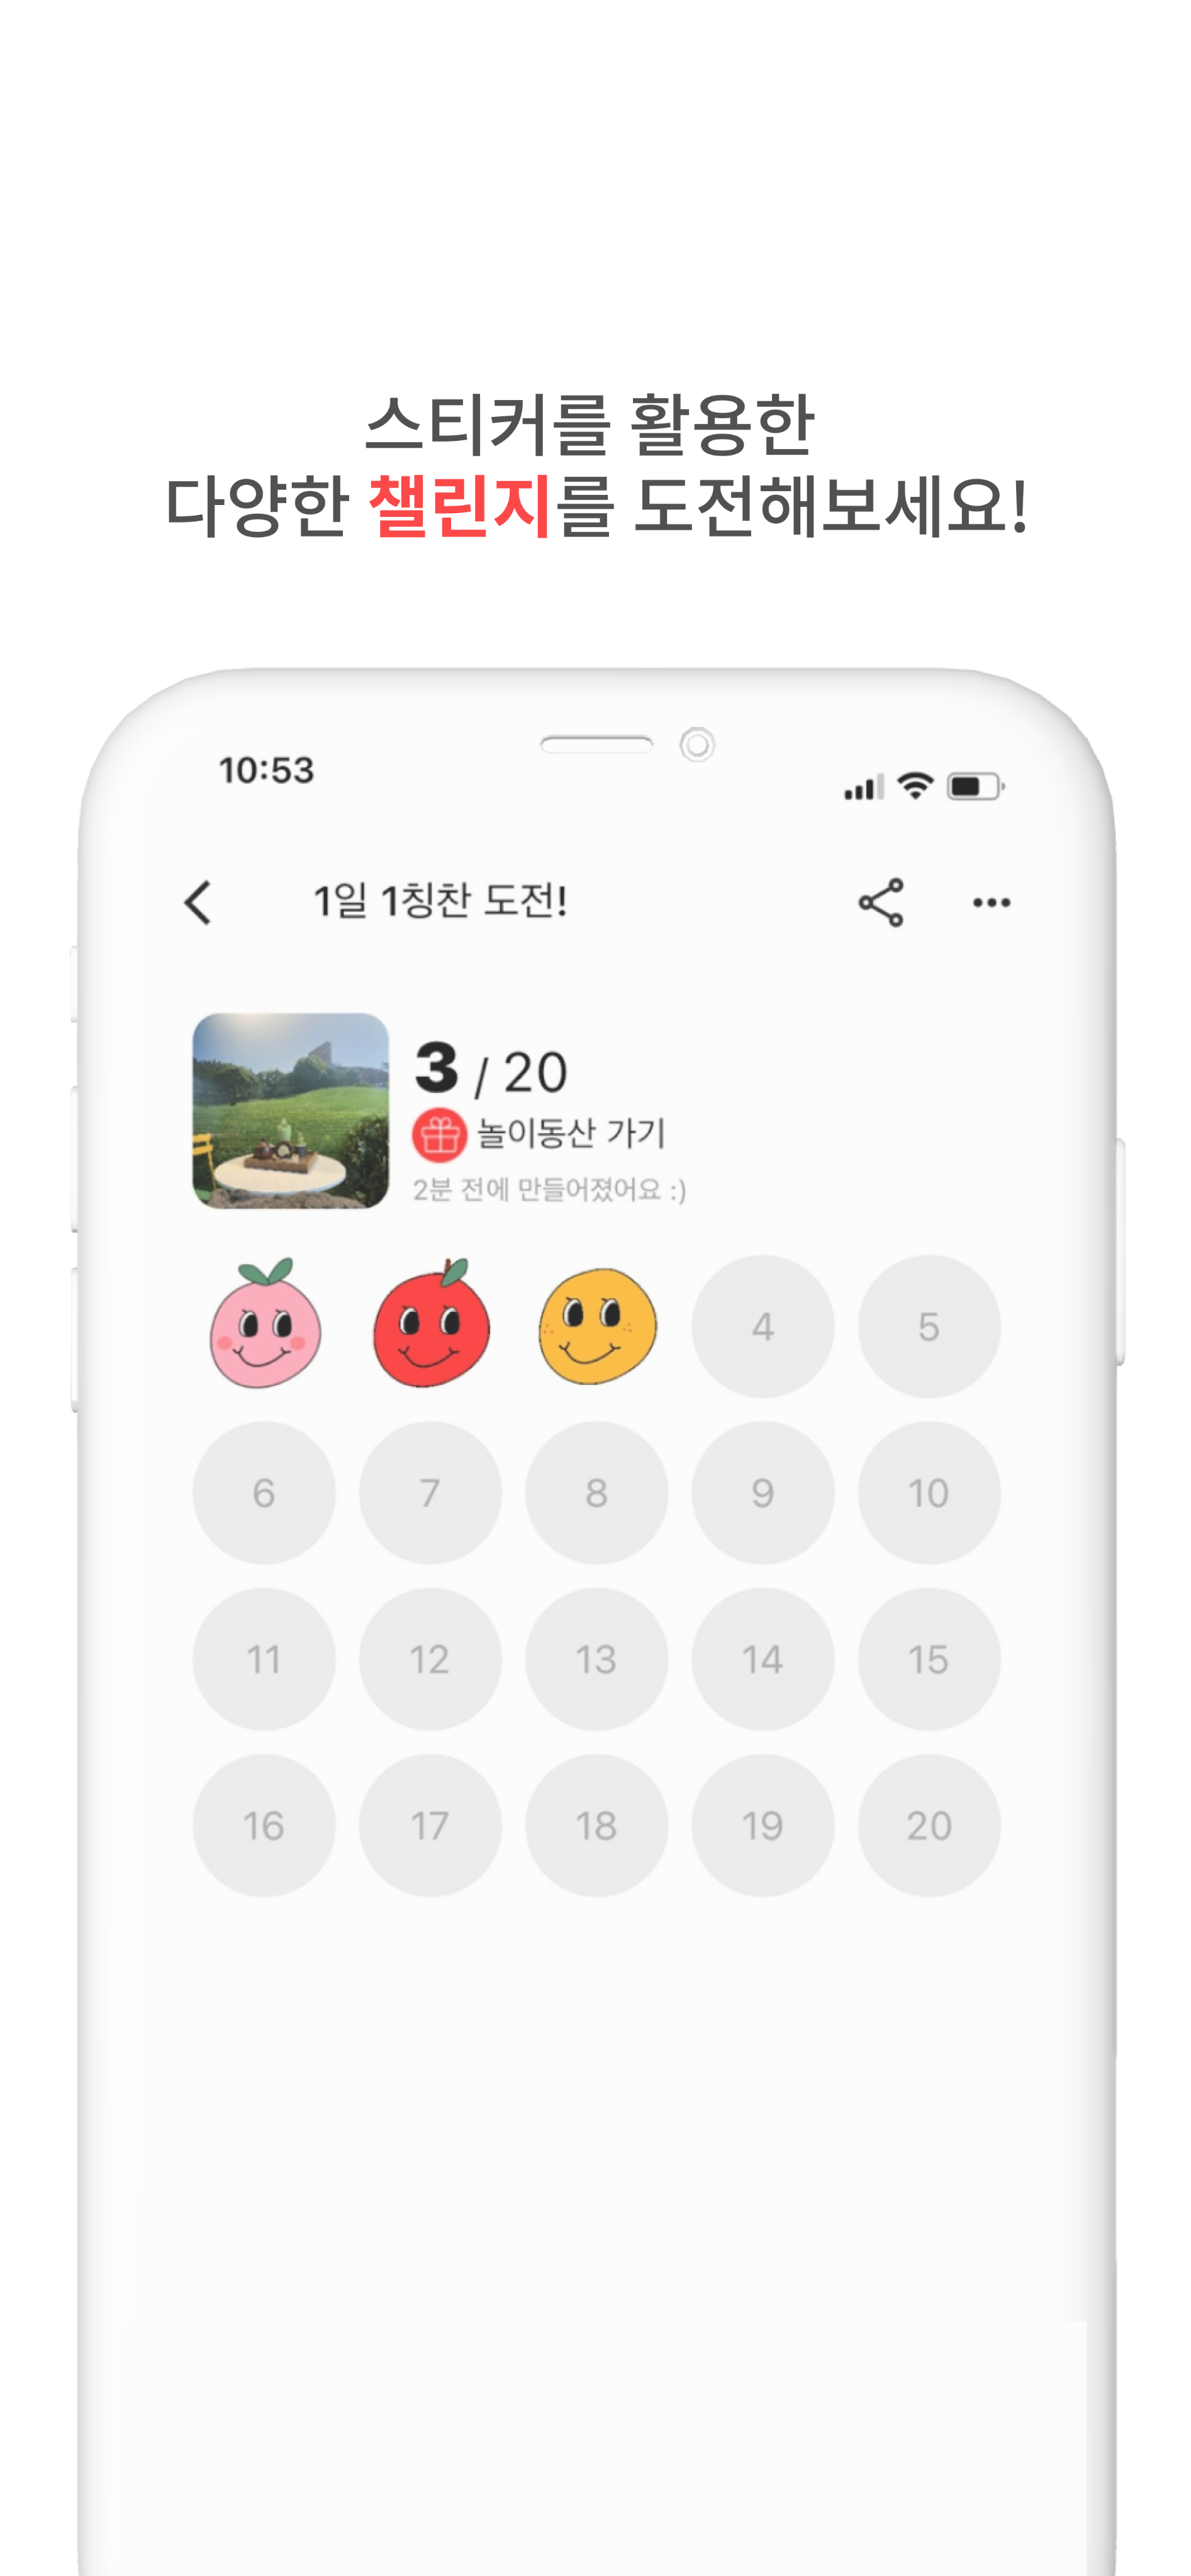 스티커를 활용한
다양한 챌린지를 도전해보세요!
10:53
1일 1칭찬 도전!
3 / 20
놀이동산 가기
2분 전에 만들어졌어요 :)
4 5
6 7 8 9 10
11 12 13 14 15
16 17 18 19 20